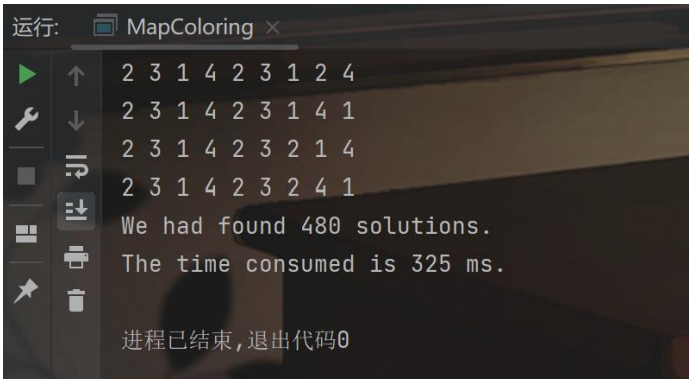 运行: MapColoring
2 3 1 4 2 3 1 2 4
2 3 1 4 2 3 1 4 1
2 3 1 4 2 3 2 1 4
2 3 1 4 2 3 2 4 1
We had found 480 solutions.
The time consumed is 325 ms.
进程已结束,退出代码0